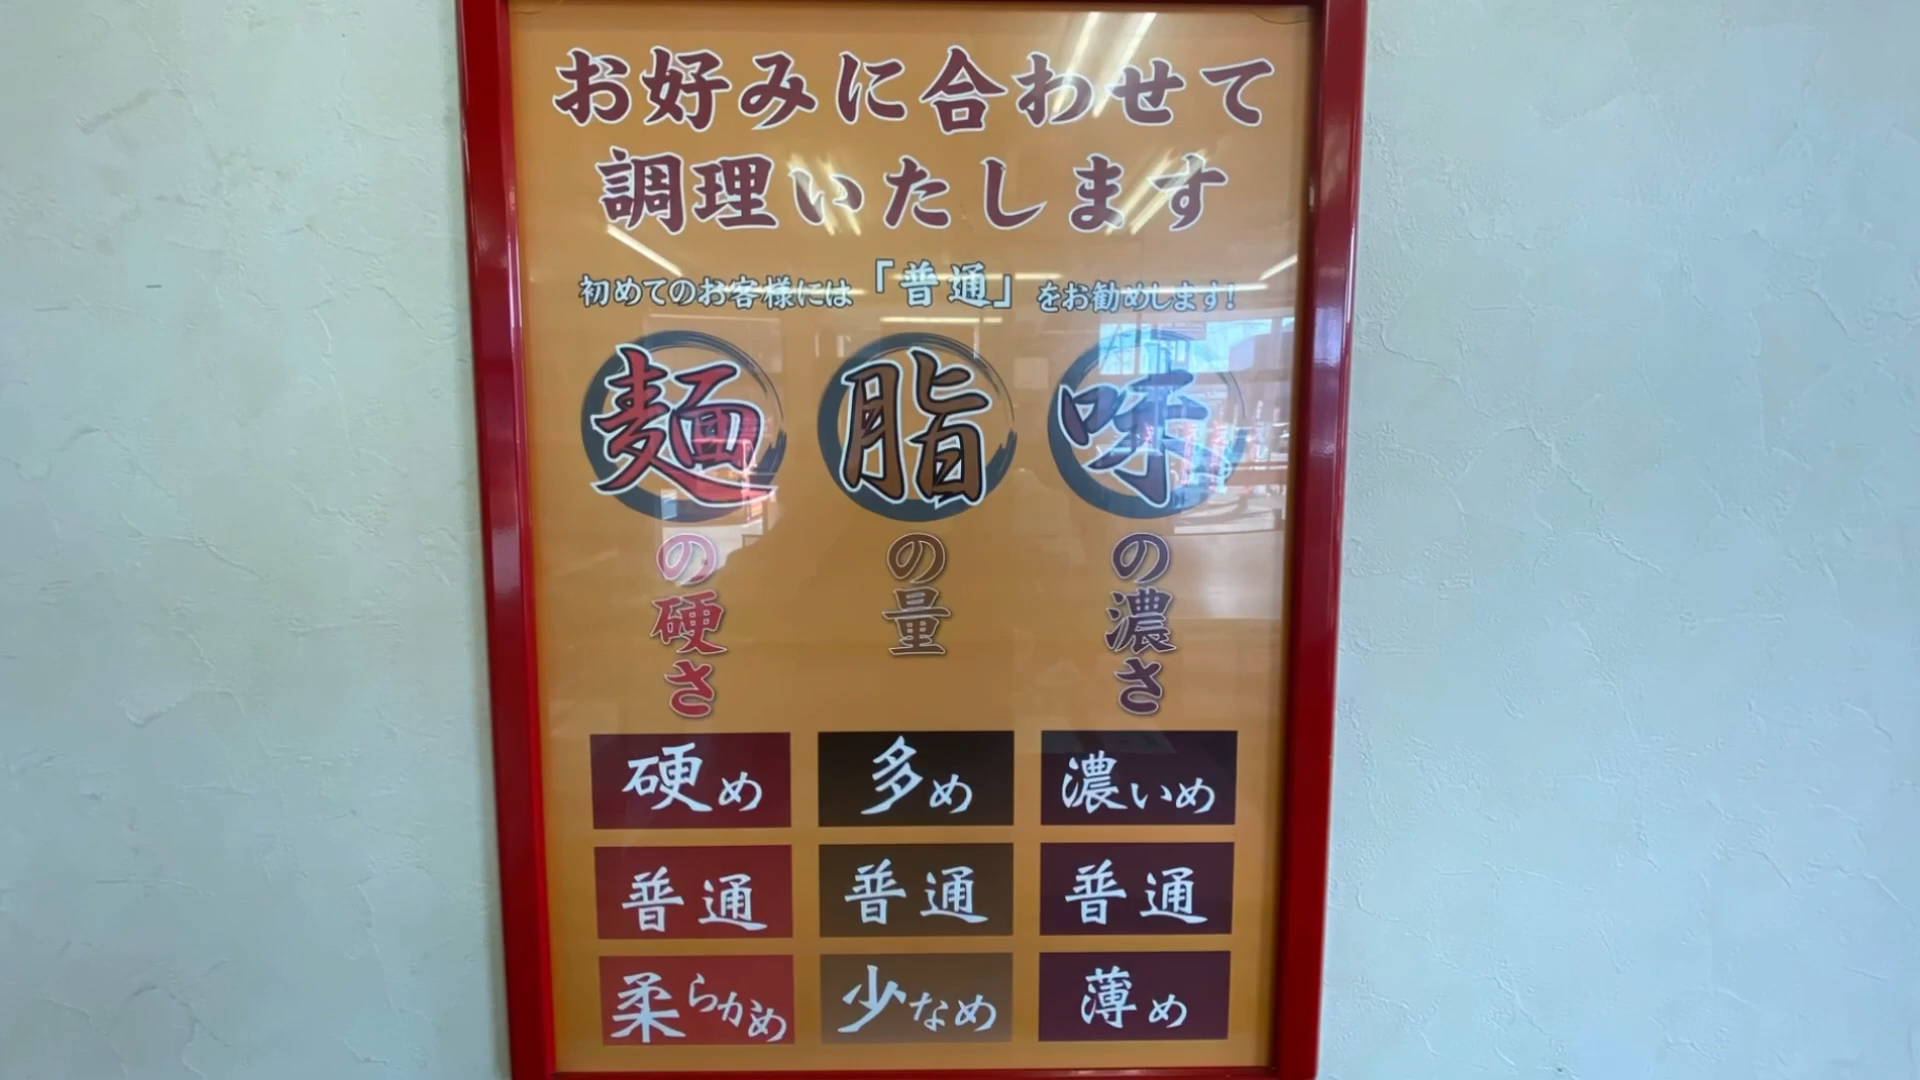 お好みに合わせて
調理いたします
初めてのお客様には「普通」をお勧めします!
麺の硬さ
脂の量
味の濃さ
硬め
多め
濃いめ
普通
普通
普通
柔らかめ
少なめ
薄め